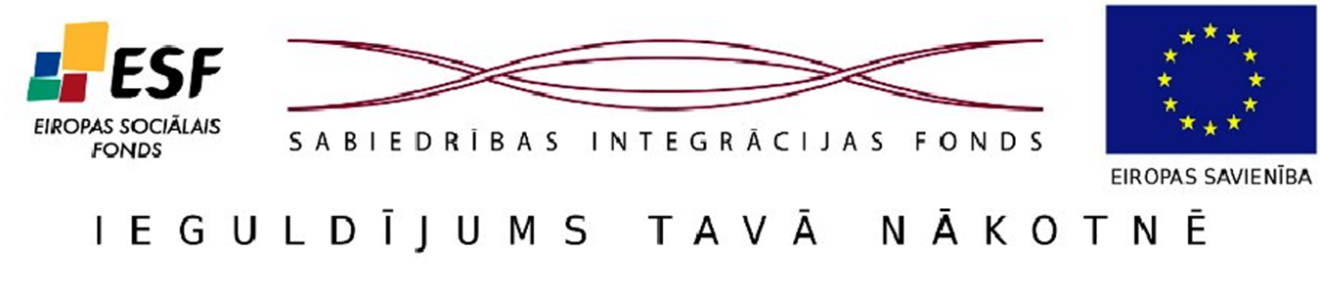 ESF
EIROPAS SOCIĀLAIS
FONDS
SABIEDRĪBAS INTEGRĀCIJAS FONDS
EIROPAS SAVIENĪBA
IEGULDĪJUMS TAVĀ NĀKOTNĒ